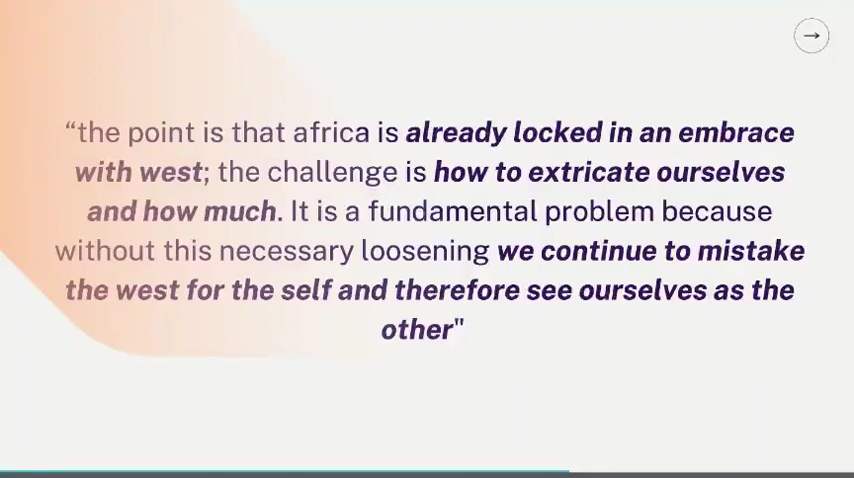 “the point is that africa is already locked in an embrace
with west; the challenge is how to extricate ourselves
and how much. It is a fundamental problem because
without this necessary loosening we continue to mistake
the west for the self and therefore see ourselves as the
other"